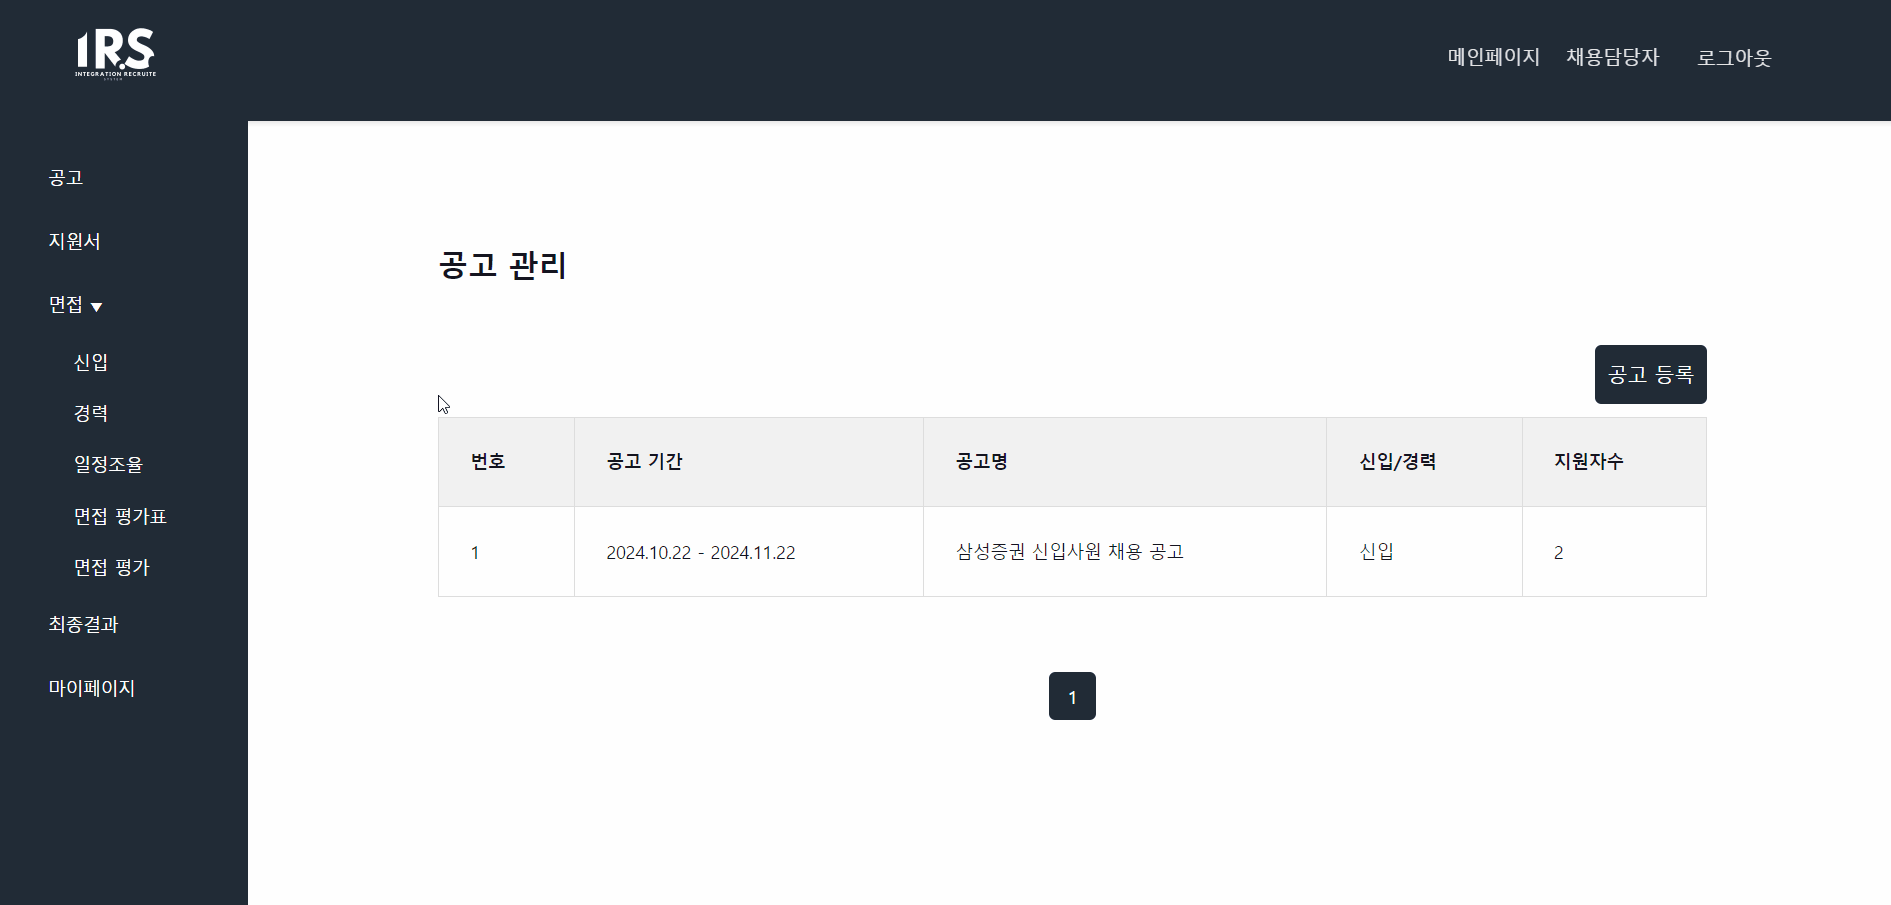 1R.S
INTEGRATION RECRUITE
SYSTEM
메인페이지 채용담당자 로그아웃
공고
지원서
면접 ▼
신입
경력
일정조율
면접 평가표
면접 평가
최종결과
마이페이지
공고 관리
공고 등록
번호 공고 기간 공고명 신입/경력 지원자수
1 2024.10.22 - 2024.11.22 삼성증권 신입사원 채용 공고 신입 2
1